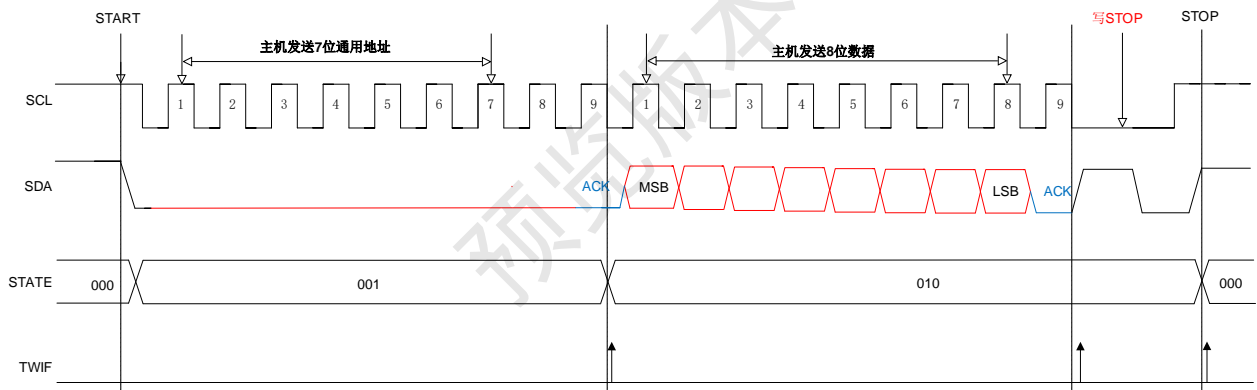 START
写STOP
STOP
主机发送7位通用地址
主机发送8位数据
SCL
1 2 3 4 5 6 7 8 9 1 2 3 4 5 6 7 8 9
SDA
ACK MSB LSB ACK
STATE
000 001 010 000
TWIF
预览版本